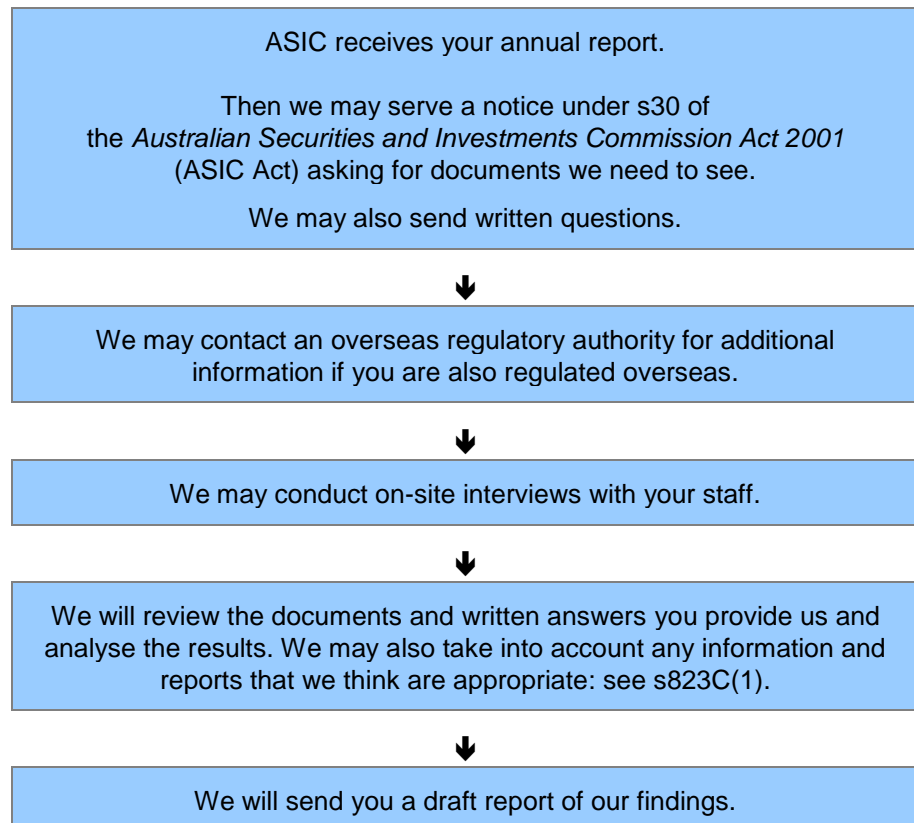 ASIC receives your annual report.
Then we may serve a notice under s30 of
the Australian Securities and Investments Commission Act 2001
(ASIC Act) asking for documents we need to see.
We may also send written questions.
We may contact an overseas regulatory authority for additional
information if you are also regulated overseas.
We may conduct on-site interviews with your staff.
We will review the documents and written answers you provide us and
analyse the results. We may also take into account any information and
reports that we think are appropriate: see s823C(1).
We will send you a draft report of our findings.